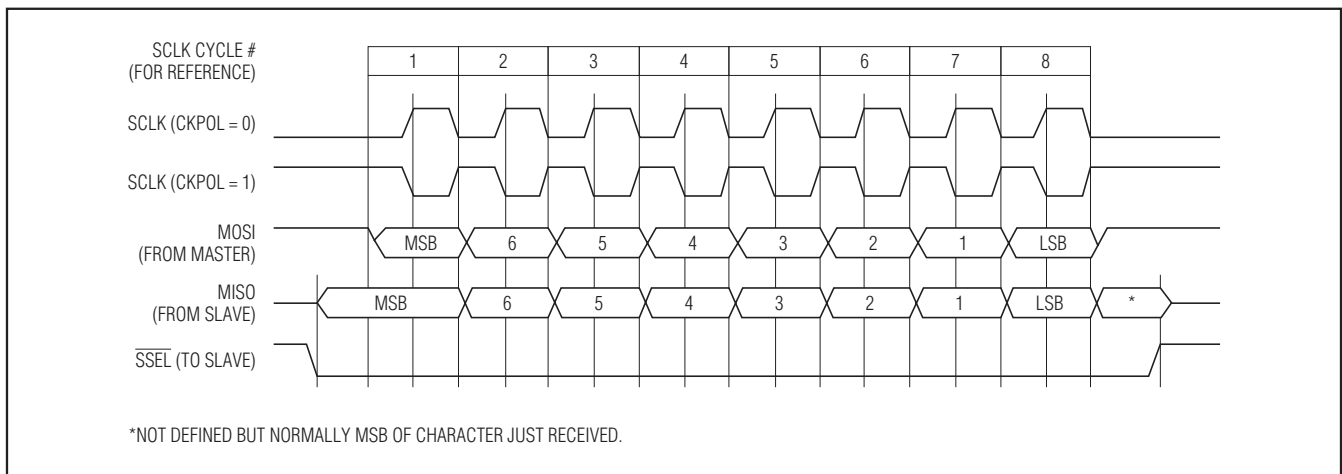 SCLK CYCLE #
(FOR REFERENCE)
1 2 3 4 5 6 7 8
SCLK (CKPOL = 0)
SCLK (CKPOL = 1)
MOSI
(FROM MASTER)
MSB 6 5 4 3 2 1 LSB
MISO
(FROM SLAVE)
MSB 6 5 4 3 2 1 LSB *
SSEL (TO SLAVE)
*NOT DEFINED BUT NORMALLY MSB OF CHARACTER JUST RECEIVED.